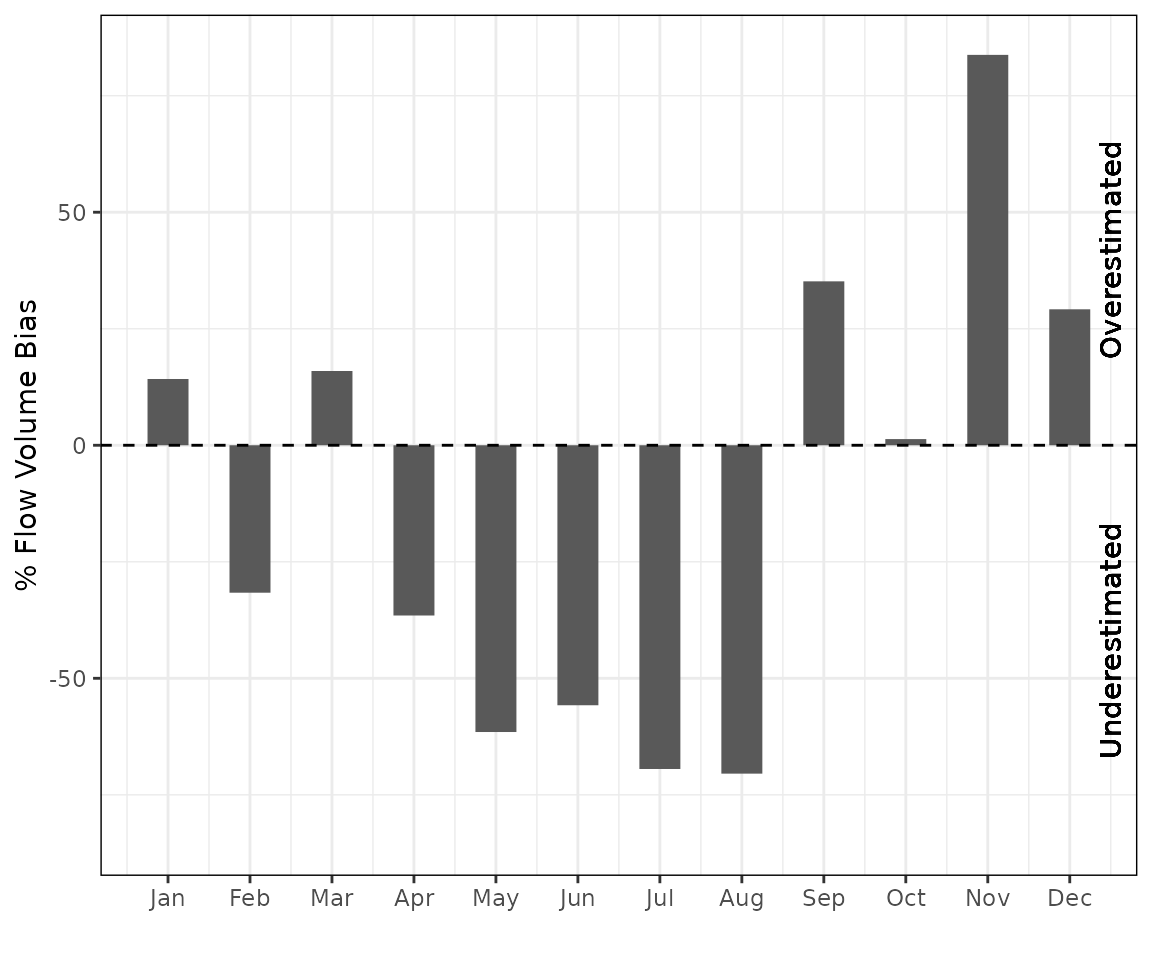 % Flow Volume Bias
50
0
-50
Overestimated
Underestimated
Jan Feb Mar Apr May Jun Jul Aug Sep Oct Nov Dec